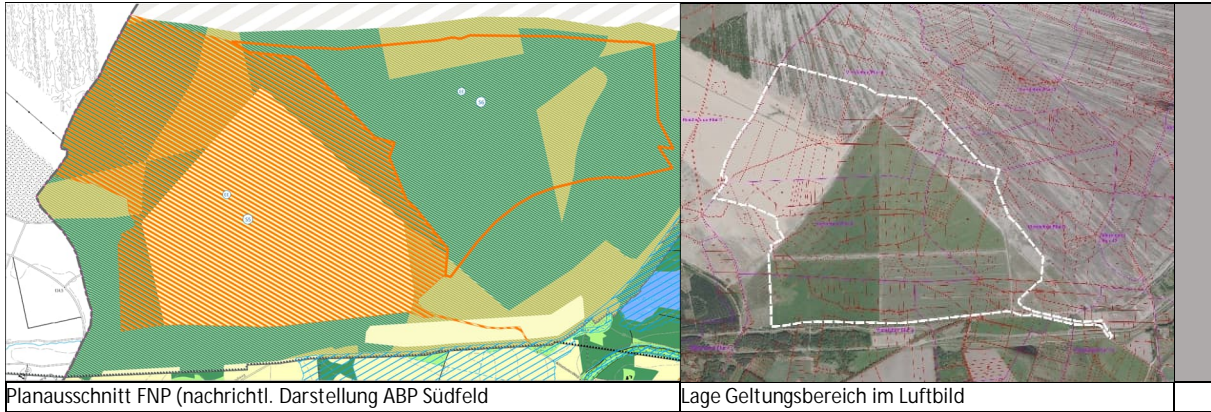 Planausschnitt FNP (nachrichtl. Darstellung ABP Südfeld
Lage Geltungsbereich im Luftbild